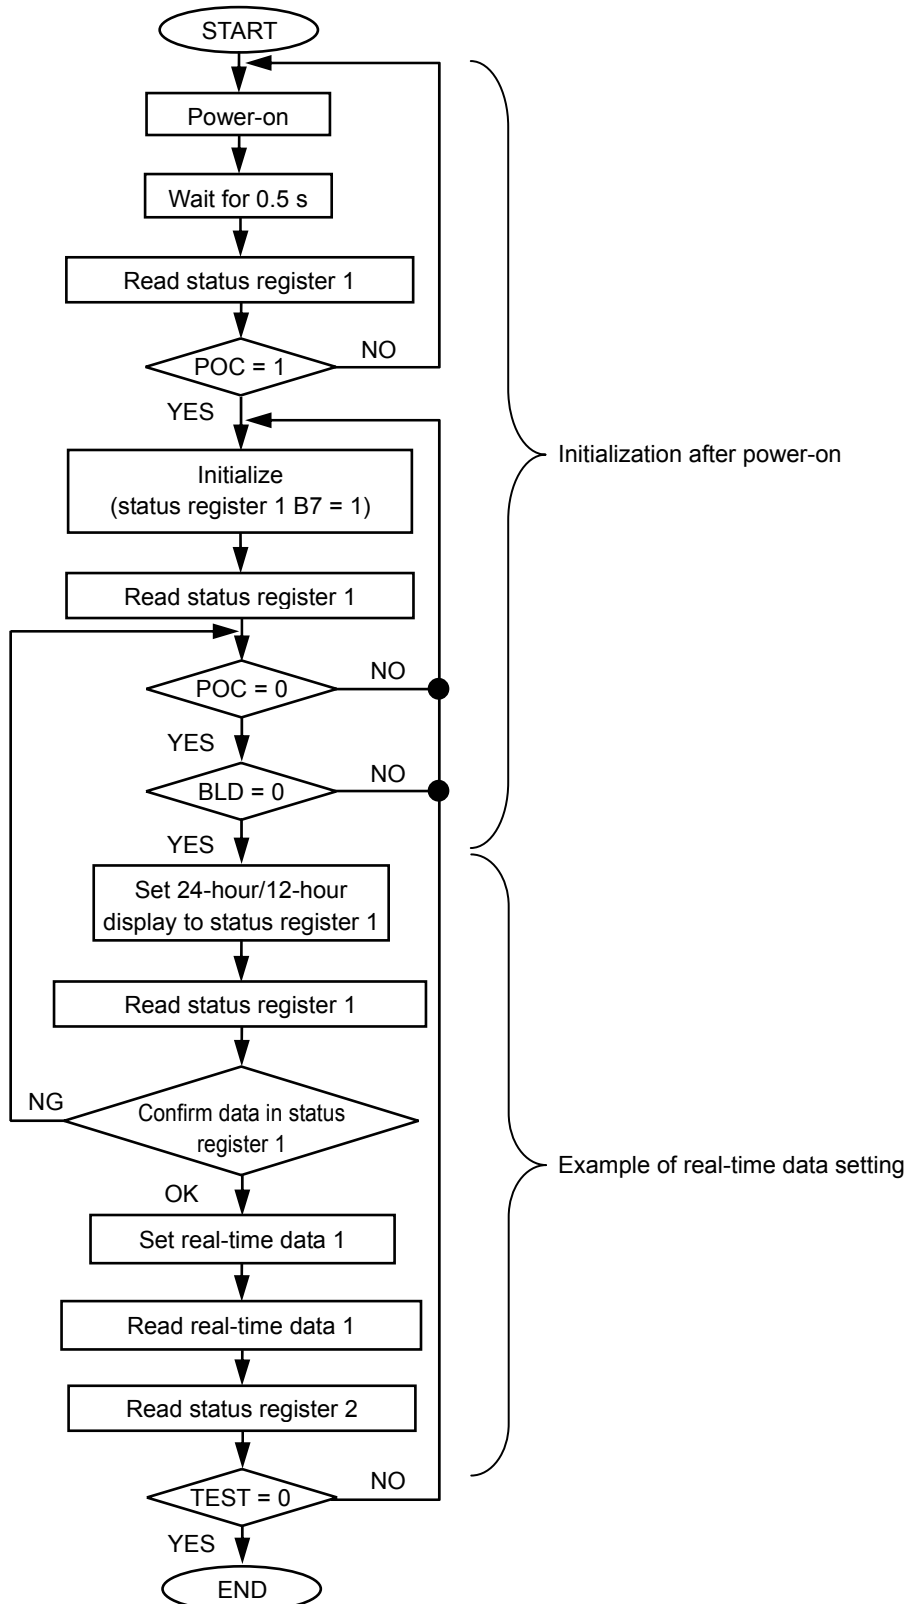 START
Power-on
Wait for 0.5 s
Read status register 1
POC = 1
NO
YES
Initialize
(status register 1 B7 = 1)
Initialization after power-on
Read status register 1
POC = 0
NO
YES
BLD = 0
NO
YES
Set 24-hour/12-hour
display to status register 1
Read status register 1
NG
Confirm data in status
register 1
Example of real-time data setting
OK
Set real-time data 1
Read real-time data 1
Read status register 2
TEST = 0
NO
YES
END